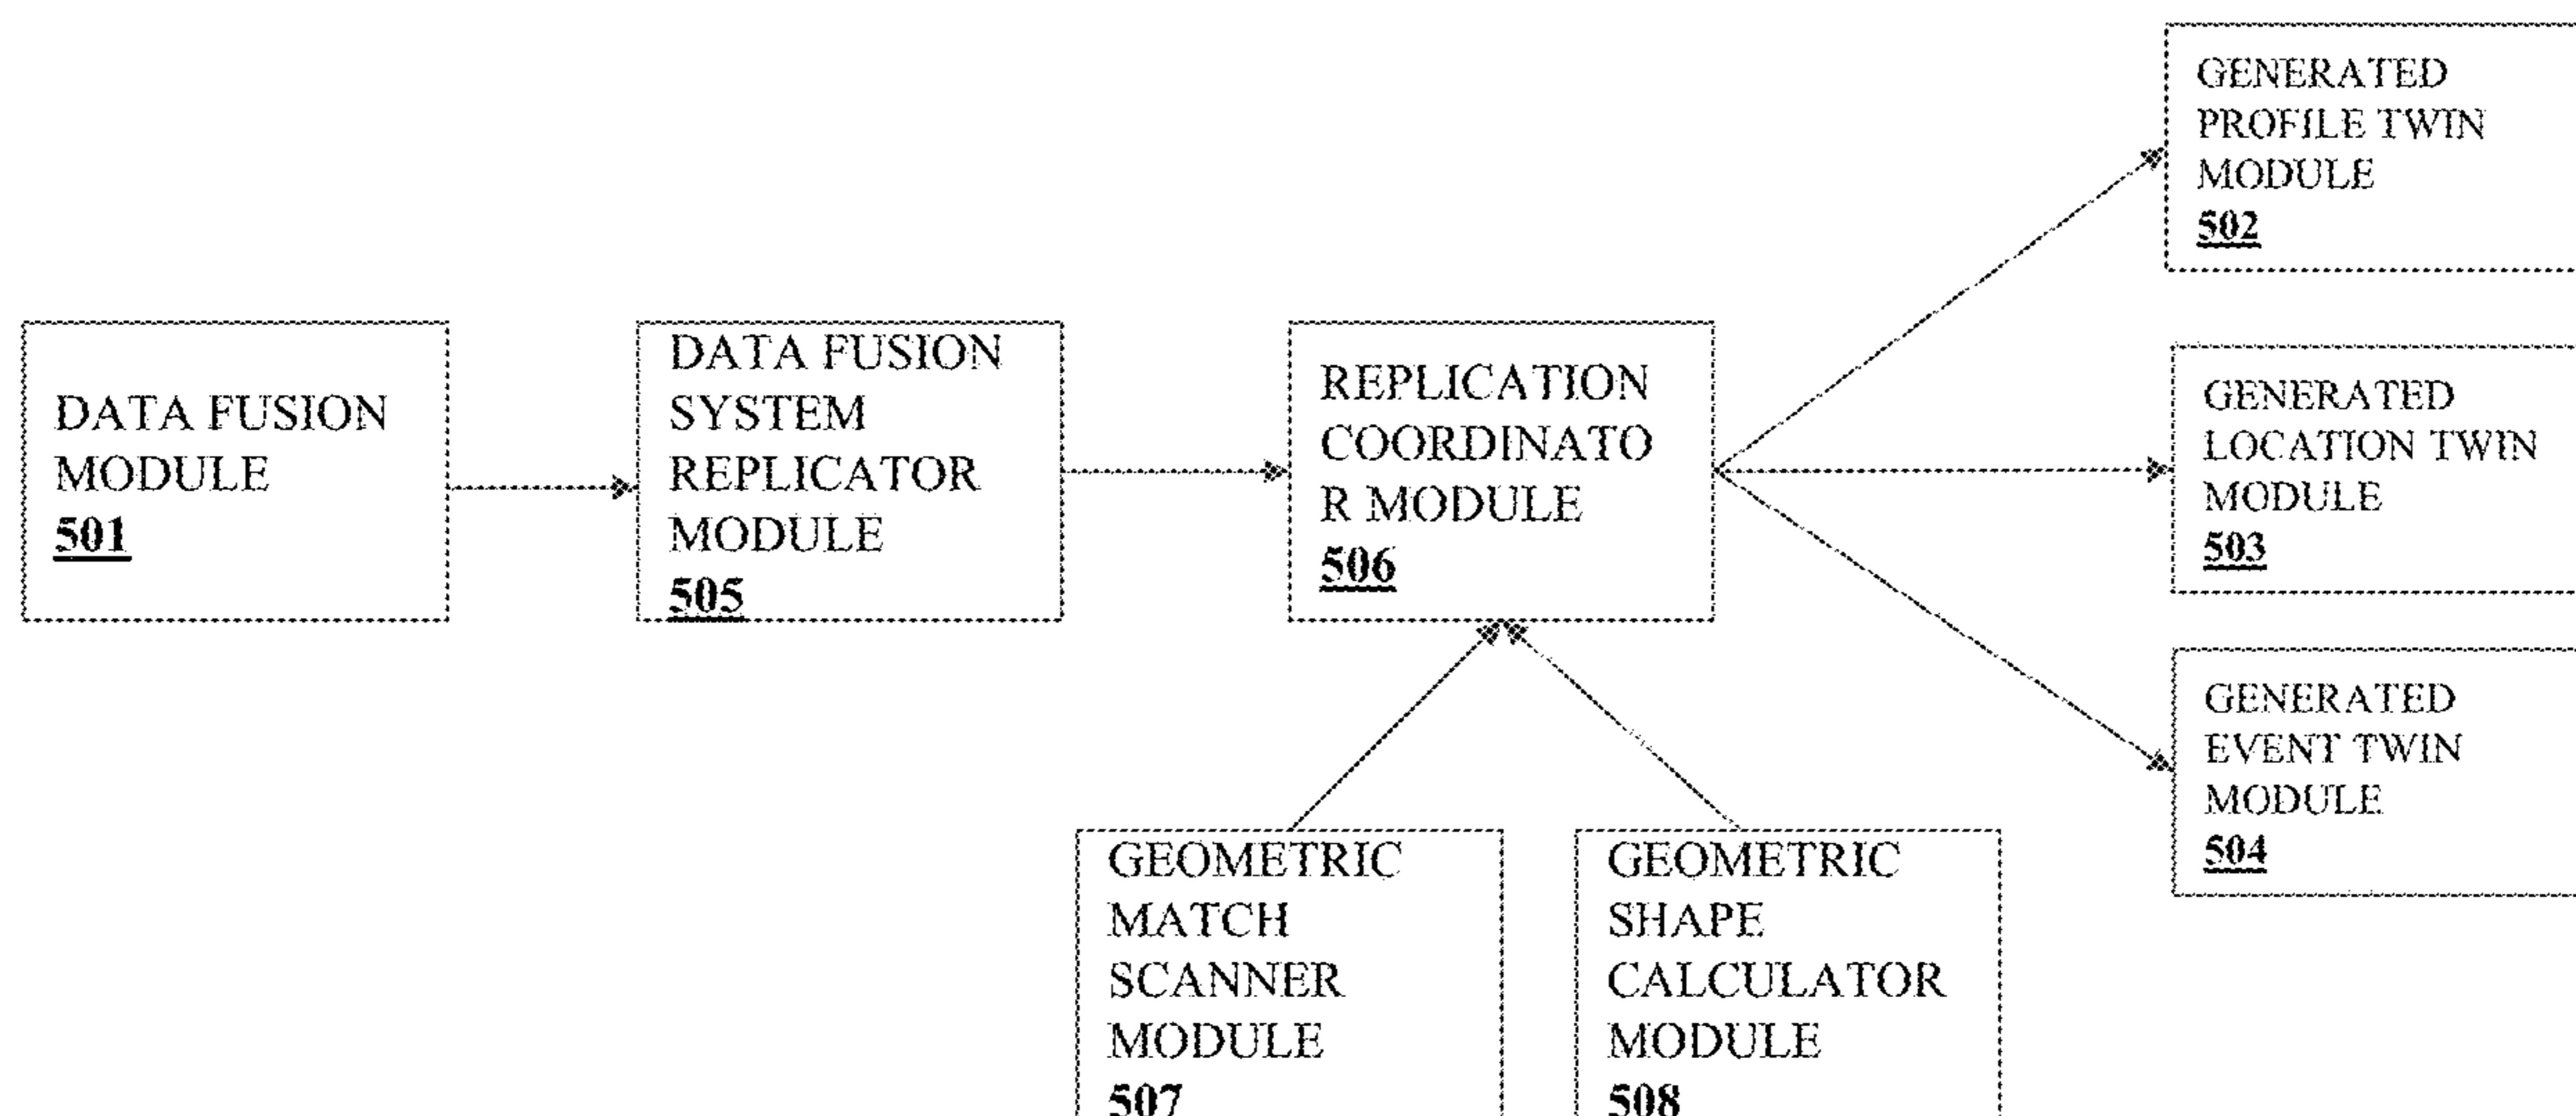 DATA FUSION
MODULE
501
DATA FUSION
SYSTEM
REPLICATOR
MODULE
505
REPLICATION
COORDINATO
R MODULE
506
GENERATED
PROFILE TWIN
MODULE
502
GENERATED
LOCATION TWIN
MODULE
503
GENERATED
EVENT TWIN
MODULE
504
GEOMETRIC
MATCH
SCANNER
MODULE
507
GEOMETRIC
SHAPE
CALCULATOR
MODULE
508